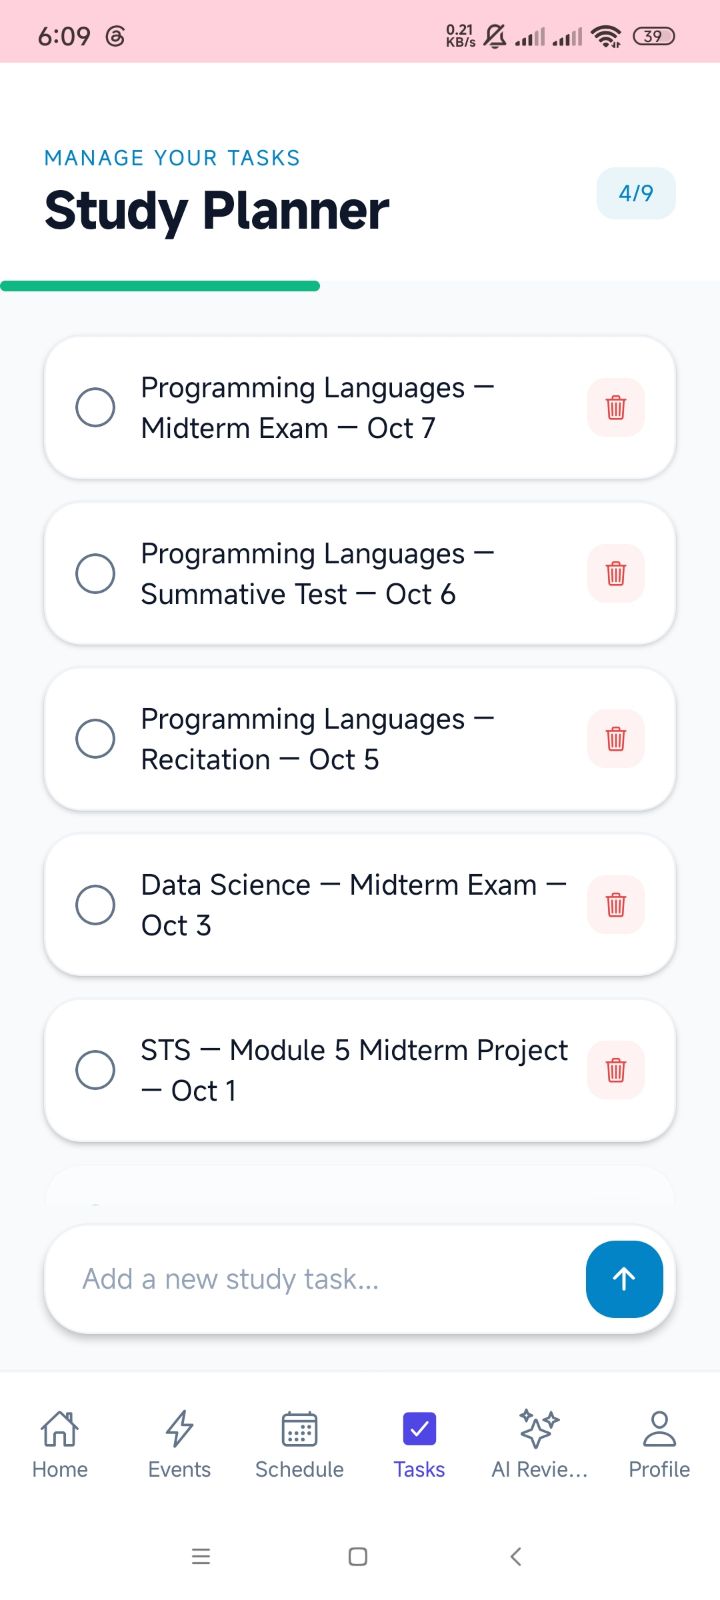 6:09
0.21
KB/s
39
MANAGE YOUR TASKS
Study Planner
4/9
Programming Languages —
Midterm Exam — Oct 7
Programming Languages —
Summative Test — Oct 6
Programming Languages —
Recitation — Oct 5
Data Science — Midterm Exam —
Oct 3
STS — Module 5 Midterm Project
— Oct 1
Add a new study task...
Home
Events
Schedule
Tasks
AI Revie...
Profile